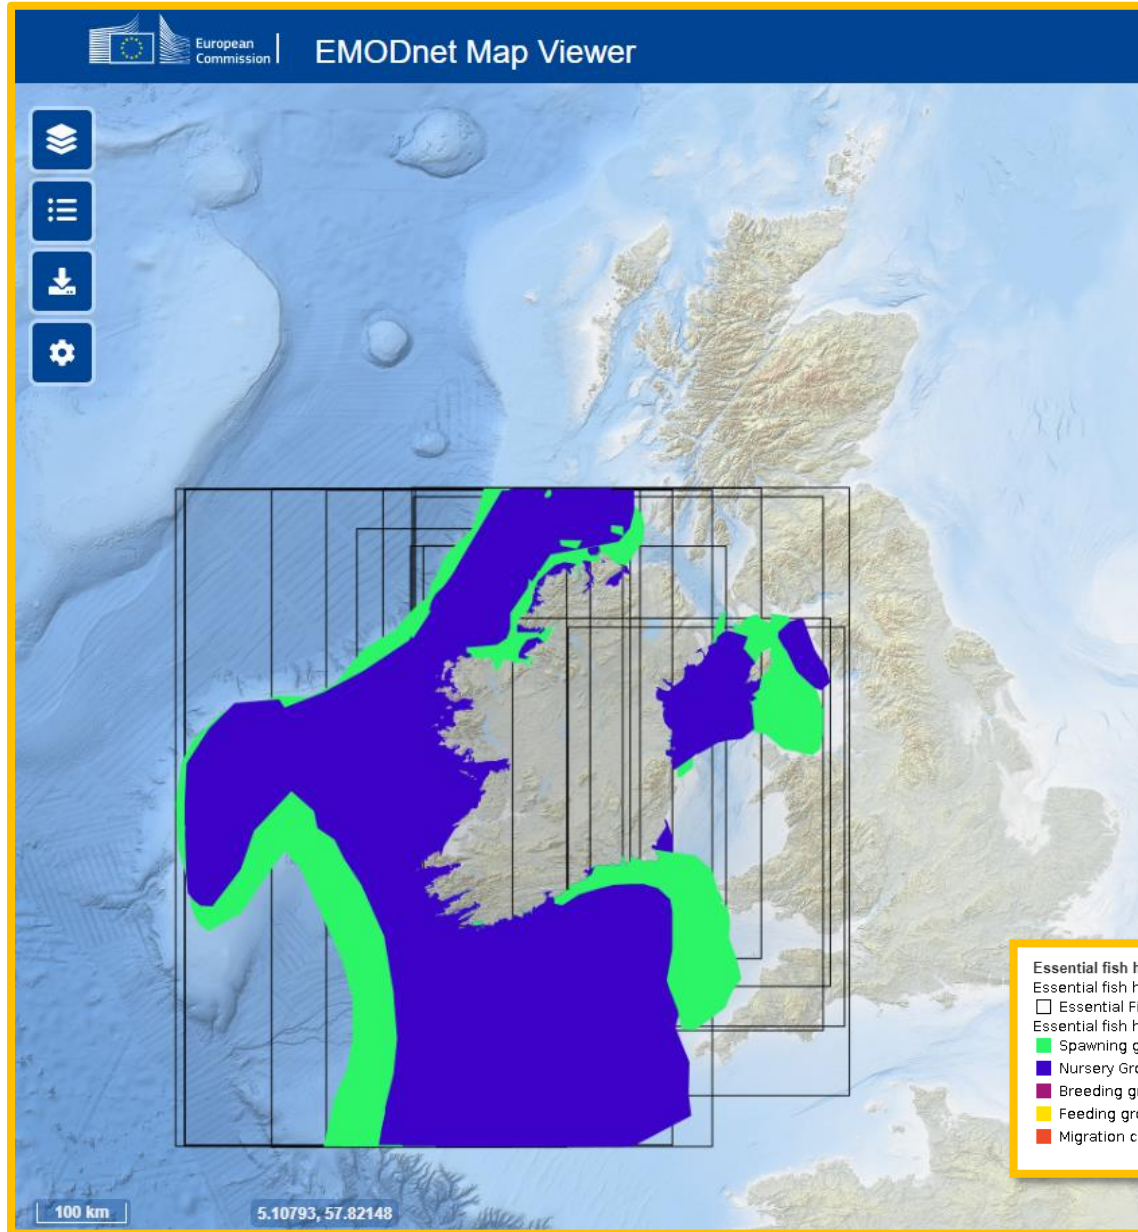 European
Commission
EMODnet Map Viewer
Essential fish h
Essential fish h
Essential Fi
Essential fish h
Spawning g
Nursery Gro
Breeding gr
Feeding gro
Migration c
100 km
5.10793, 57.82148